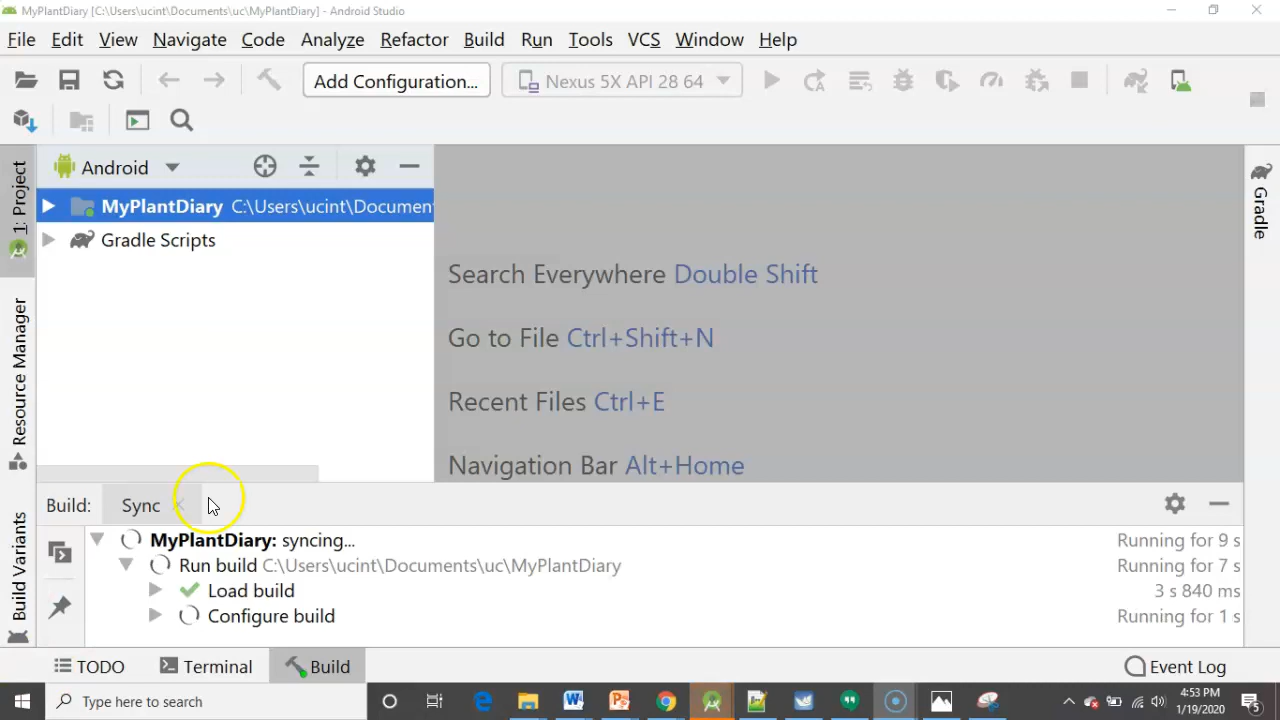 MyPlantDiary [C:\Users\ucint\Documents\uc\MyPlantDiary] - Android Studio
File Edit View Navigate Code Analyze Refactor Build Run Tools VCS Window Help
Add Configuration... Nexus 5X API 28 64
1: Project
Resource Manager
Build Variants
Android
MyPlantDiary C:\Users\ucint\Documen
Gradle Scripts
Search Everywhere Double Shift
Go to File Ctrl+Shift+N
Recent Files Ctrl+E
Navigation Bar Alt+Home
Gradle
Build: Sync
MyPlantDiary: syncing... Running for 9 s
Run build C:\Users\ucint\Documents\uc\MyPlantDiary Running for 7 s
Load build 3 s 840 ms
Configure build Running for 1 s
TODO Terminal Build Event Log
Type here to search
4:53 PM
1/19/2020
5